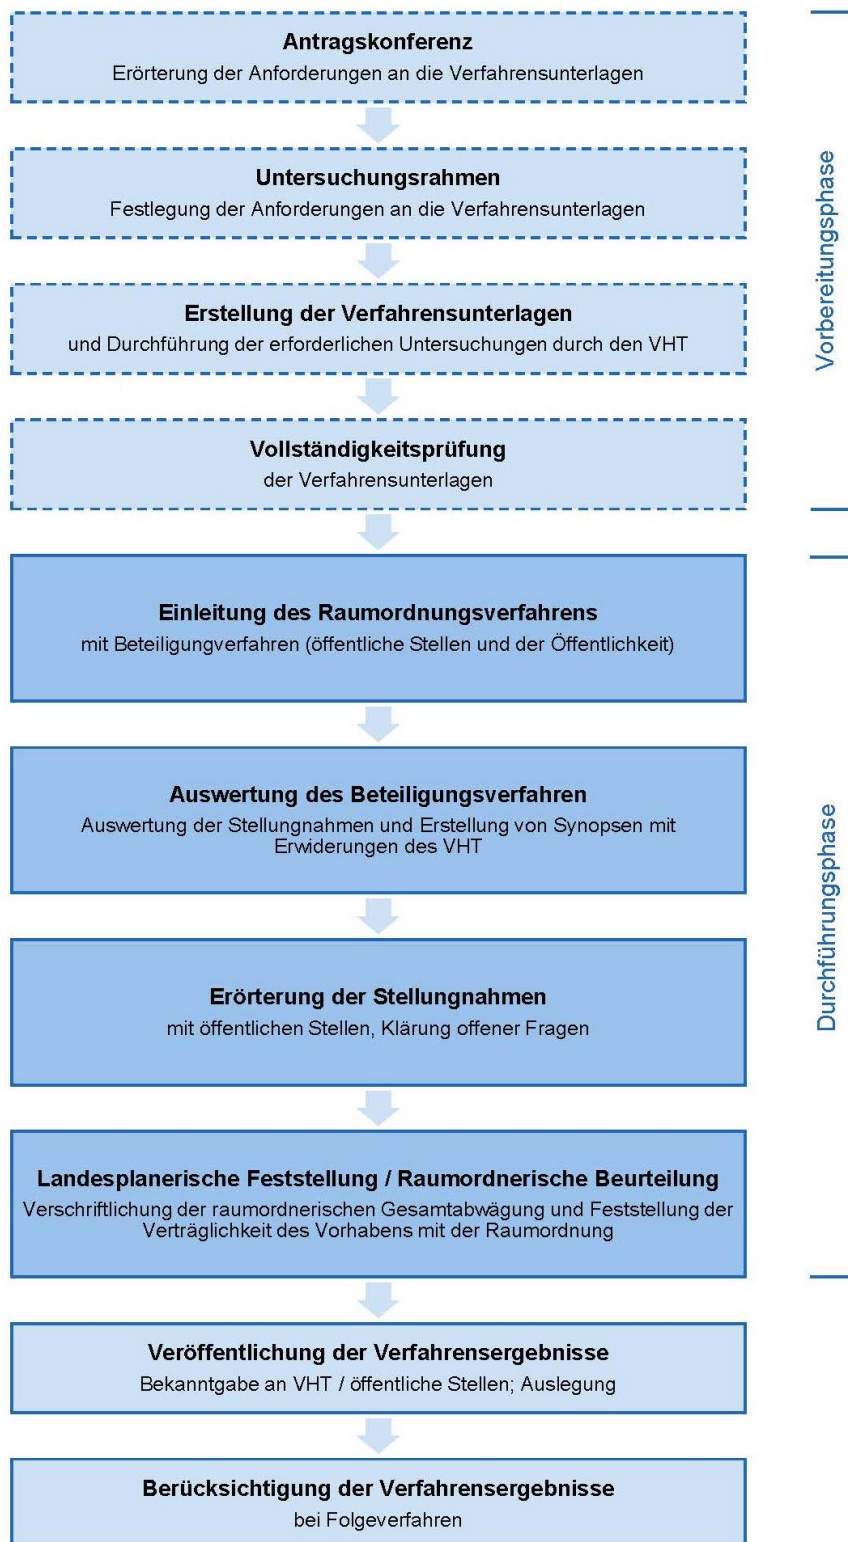 Antragskonferenz
Erörterung der Anforderungen an die Verfahrensunterlagen
Untersuchungsrahmen
Festlegung der Anforderungen an die Verfahrensunterlagen
Erstellung der Verfahrensunterlagen
und Durchführung der erforderlichen Untersuchungen durch den VHT
Vollständigkeitsprüfung
der Verfahrensunterlagen
Vorbereitungsphase
Einleitung des Raumordnungsverfahrens
mit Beteiligungverfahren (öffentliche Stellen und der Öffentlichkeit)
Auswertung des Beteiligungsverfahren
Auswertung der Stellungnahmen und Erstellung von Synopsen mit
Erwiderungen des VHT
Erörterung der Stellungnahmen
mit öffentlichen Stellen, Klärung offener Fragen
Landesplanerische Feststellung / Raumordnerische Beurteilung
Verschriftlichung der raumordnerischen Gesamtabwägung und Feststellung der
Verträglichkeit des Vorhabens mit der Raumordnung
Durchführungsphase
Veröffentlichung der Verfahrensergebnisse
Bekanntgabe an VHT / öffentliche Stellen; Auslegung
Berücksichtigung der Verfahrensergebnisse
bei Folgeverfahren